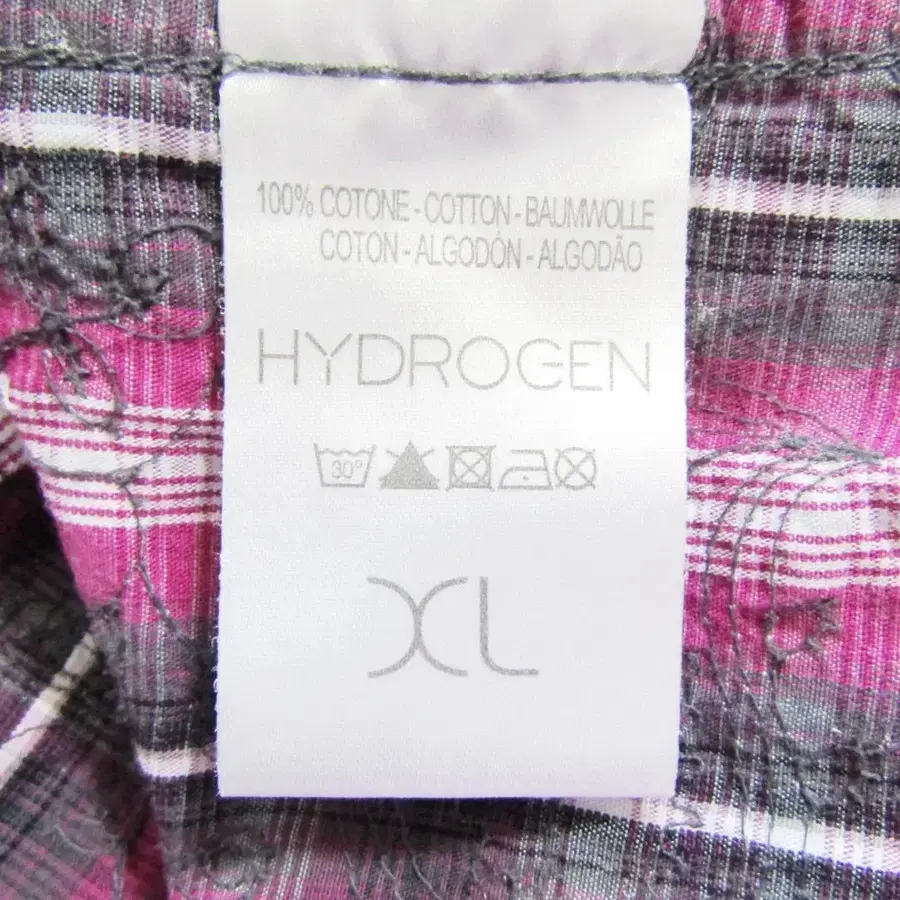 100% COTONE - COTTON - BAUMWOLLE
COTON - ALGODÓN - ALGODÃO
HYDROGEN
30°
XL